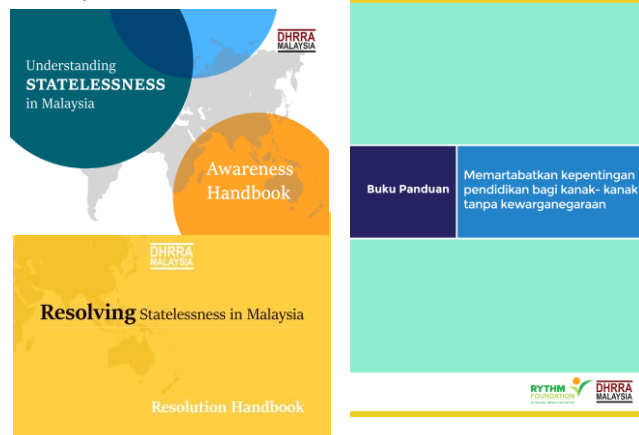 DHRRA
MALAYSIA
Understanding
STATELESSNESS
in Malaysia
Awareness
Handbook
DHRRA
MALAYSIA
Resolving Statelessness in Malaysia
Resolution Handbook
Buku Panduan
Memartabatkan kepentingan
pendidikan bagi kanak- kanak
tanpa kewarganegaraan
RYTHM
FOUNDATION
DHRRA
MALAYSIA